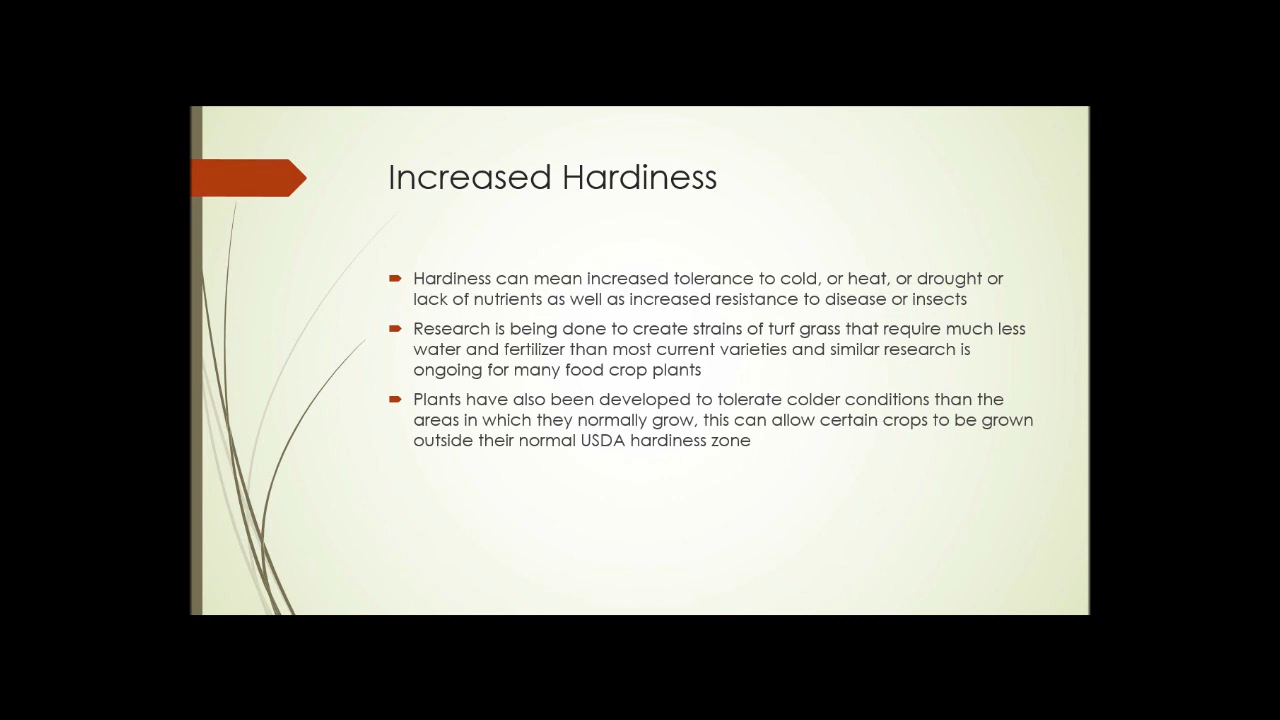 Increased Hardiness
Hardiness can mean increased tolerance to cold, or heat, or drought or
lack of nutrients as well as increased resistance to disease or insects
Research is being done to create strains of turf grass that require much less
water and fertilizer than most current varieties and similar research is
ongoing for many food crop plants
Plants have also been developed to tolerate colder conditions than the
areas in which they normally grow, this can allow certain crops to be grown
outside their normal USDA hardiness zone